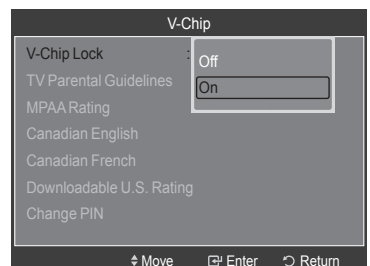 V-Chip
V-Chip Lock :
Off
On
TV Parental Guidelines
MPAA Rating
Canadian English
Canadian French
Downloadable U.S. Rating
Change PIN
Move Enter Return